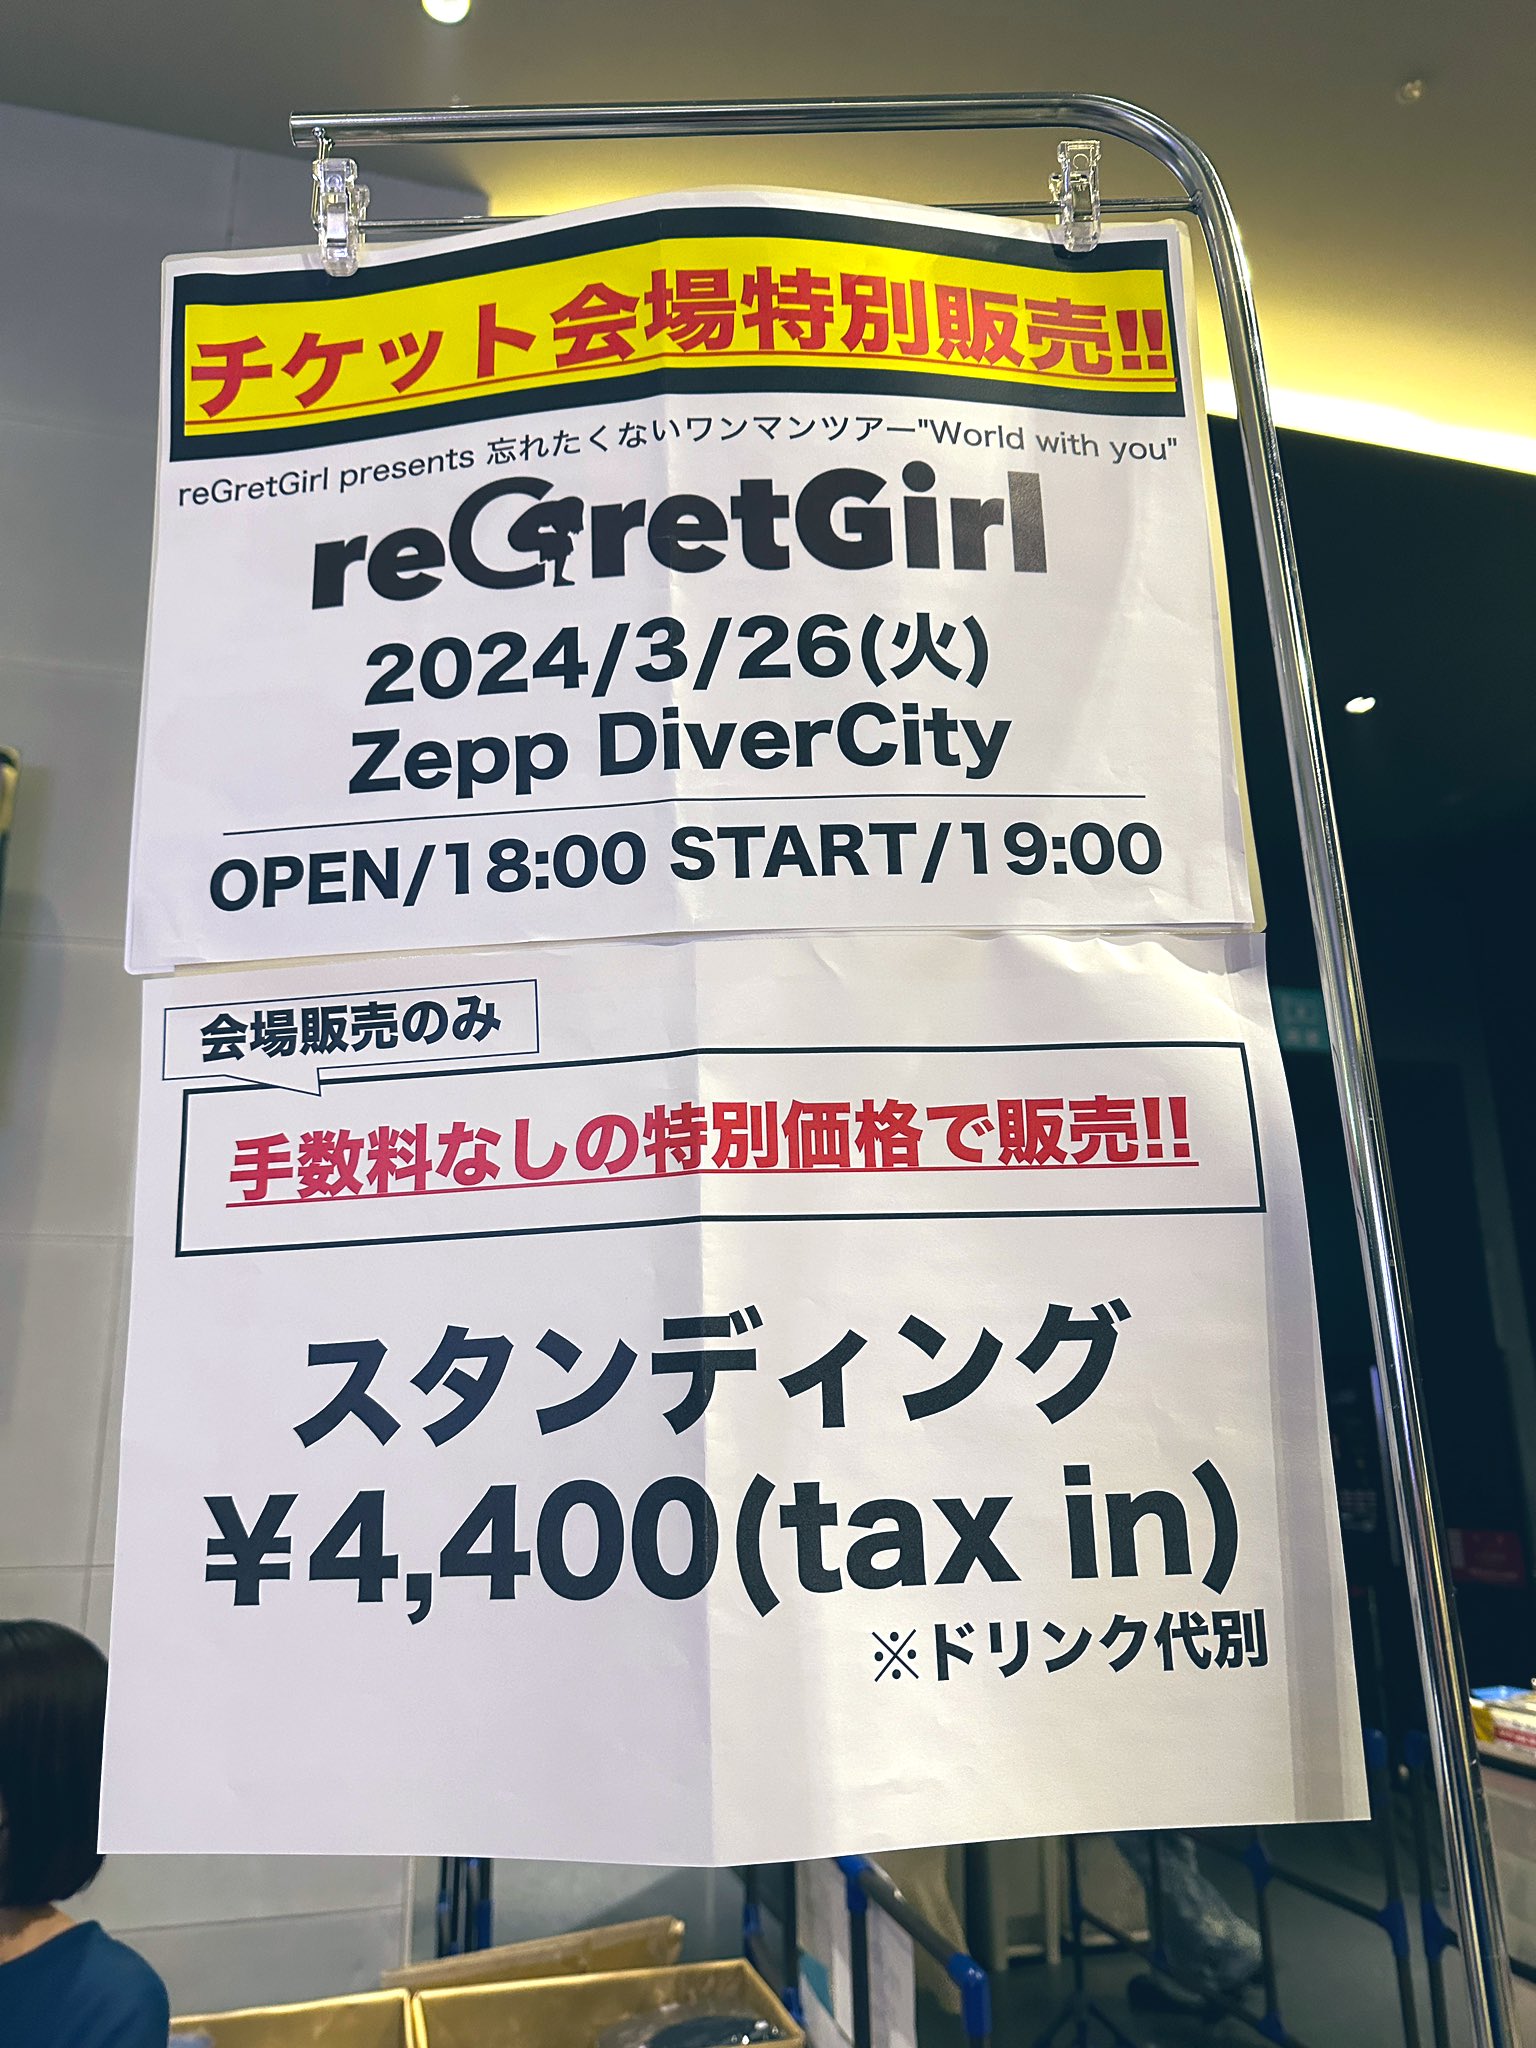 チケット会場特別販売!!
reGretGirl presents 忘れたくないワンマンツアー"World with you"
reGretGirl
2024/3/26(火)
Zepp DiverCity
OPEN/18:00 START/19:00
会場販売のみ
手数料なしの特別価格で販売!!
スタンディング
¥4,400(tax in)
※ドリンク代別